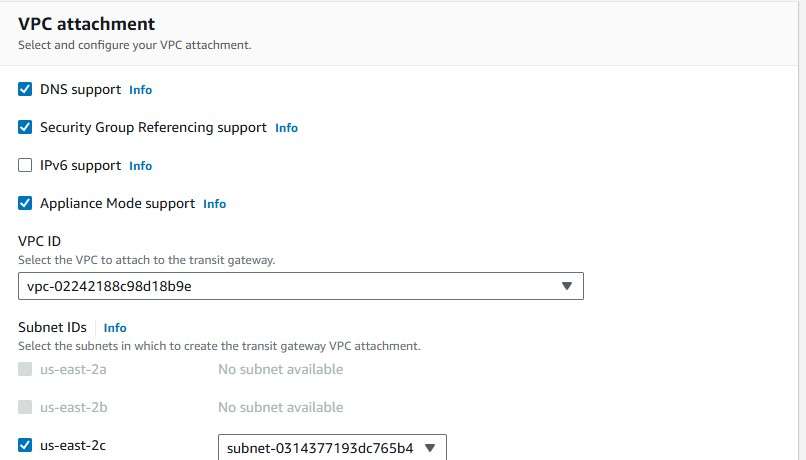 VPC attachment
Select and configure your VPC attachment.
DNS support Info
Security Group Referencing support Info
IPv6 support Info
Appliance Mode support Info
VPC ID
Select the VPC to attach to the transit gateway.
vpc-02242188c98d18b9e
Subnet IDs Info
Select the subnets in which to create the transit gateway VPC attachment.
us-east-2a No subnet available
us-east-2b No subnet available
us-east-2c subnet-0314377193dc765b4